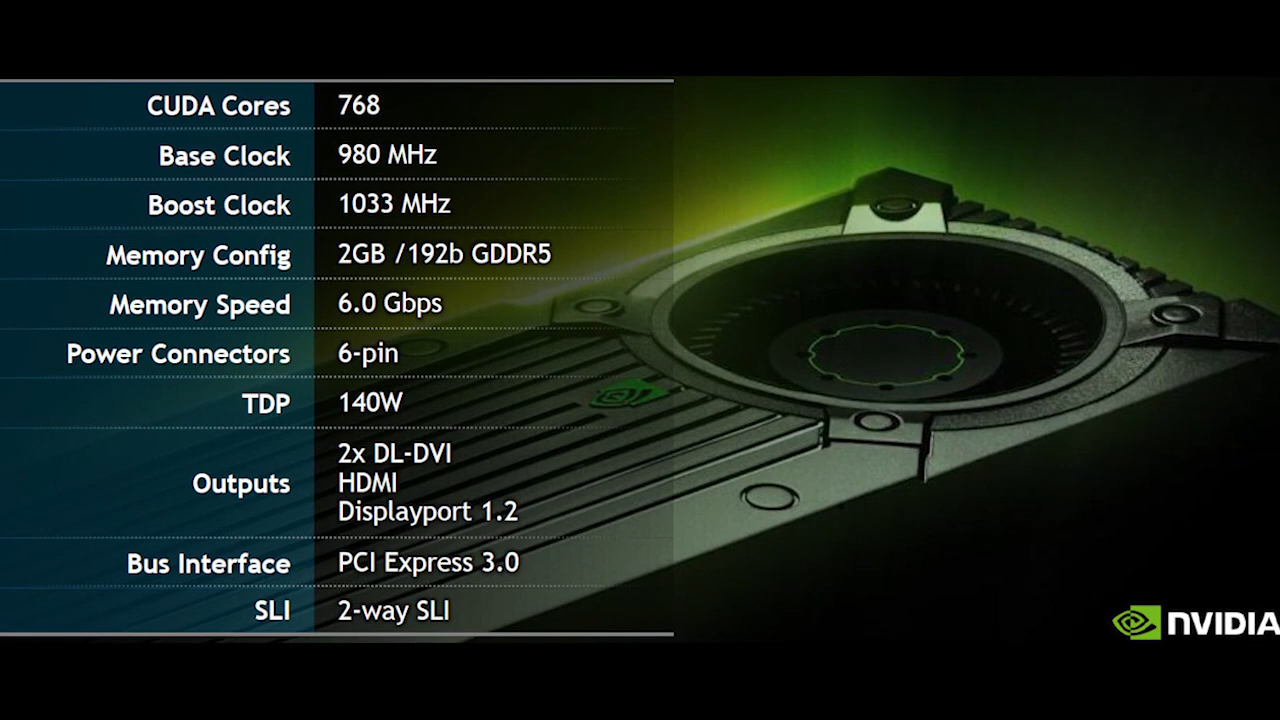 CUDA Cores 768
Base Clock 980 MHz
Boost Clock 1033 MHz
Memory Config 2GB /192b GDDR5
Memory Speed 6.0 Gbps
Power Connectors 6-pin
TDP 140W
Outputs 2x DL-DVI
HDMI
Displayport 1.2
Bus Interface PCI Express 3.0
SLI 2-way SLI
NVIDIA